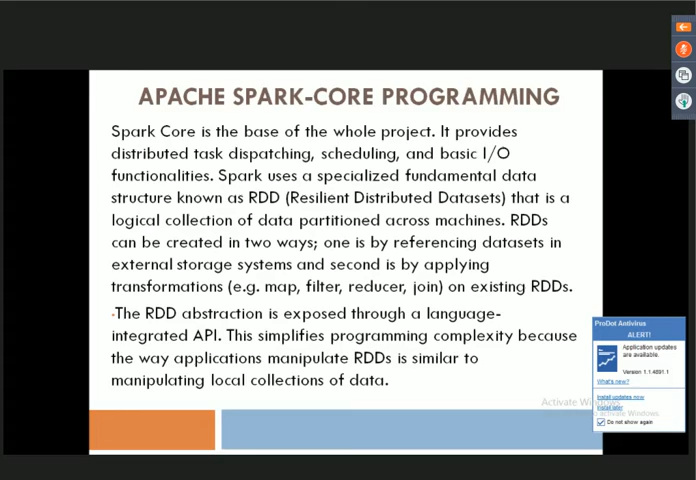 APACHE SPARK-CORE PROGRAMMING
Spark Core is the base of the whole project. It provides
distributed task dispatching, scheduling, and basic I/O
functionalities. Spark uses a specialized fundamental data
structure known as RDD (Resilient Distributed Datasets) that is a
logical collection of data partitioned across machines. RDDs
can be created in two ways; one is by referencing datasets in
external storage systems and second is by applying
transformations (e.g. map, filter, reducer, join) on existing RDDs.
The RDD abstraction is exposed through a language-
integrated API. This simplifies programming complexity because
the way applications manipulate RDDs is similar to
manipulating local collections of data.
ProDot Antivirus
ALERT!
Application updates
are available.
Version 1.1.4891.1
What's new?
Install updates now
Install later
Do not show again
Activate Windows
activate Windows.